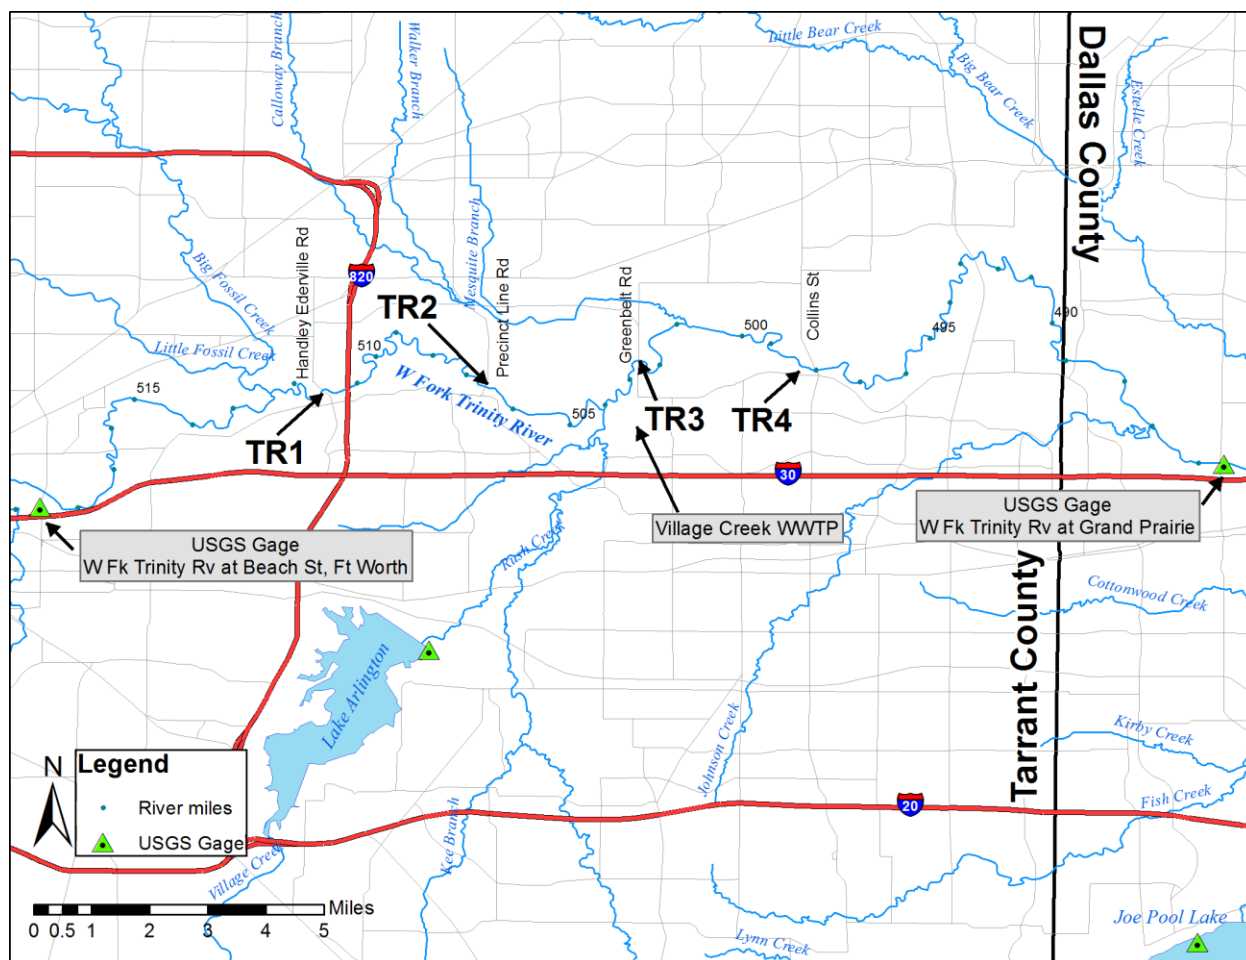 Little Bear Creek
Big Bear Creek
Estelle Creek
Dallas County
Calloway Branch
Walker Branch
Mesquite Branch
Big Fossil Creek
Little Fossil Creek
Handley Ederville Rd
820
TR2
Precinct Line Rd
Greenbelt Rd
Collins St
515
510
505
500
495
490
W Fork Trinity River
TR1
TR3
TR4
30
USGS Gage
W Fk Trinity Rv at Beach St, Ft Worth
Village Creek WWTP
USGS Gage
W Fk Trinity Rv at Grand Prairie
Rush Creek
Lake Arlington
Tarrant County
Cottonwood Creek
Kirby Creek
Fish Creek
Johnson Creek
20
Kee Branch
Village Creek
Lynn Creek
Joe Pool Lake
N
Legend
River miles
USGS Gage
0 0.5 1 2 3 4 5 Miles